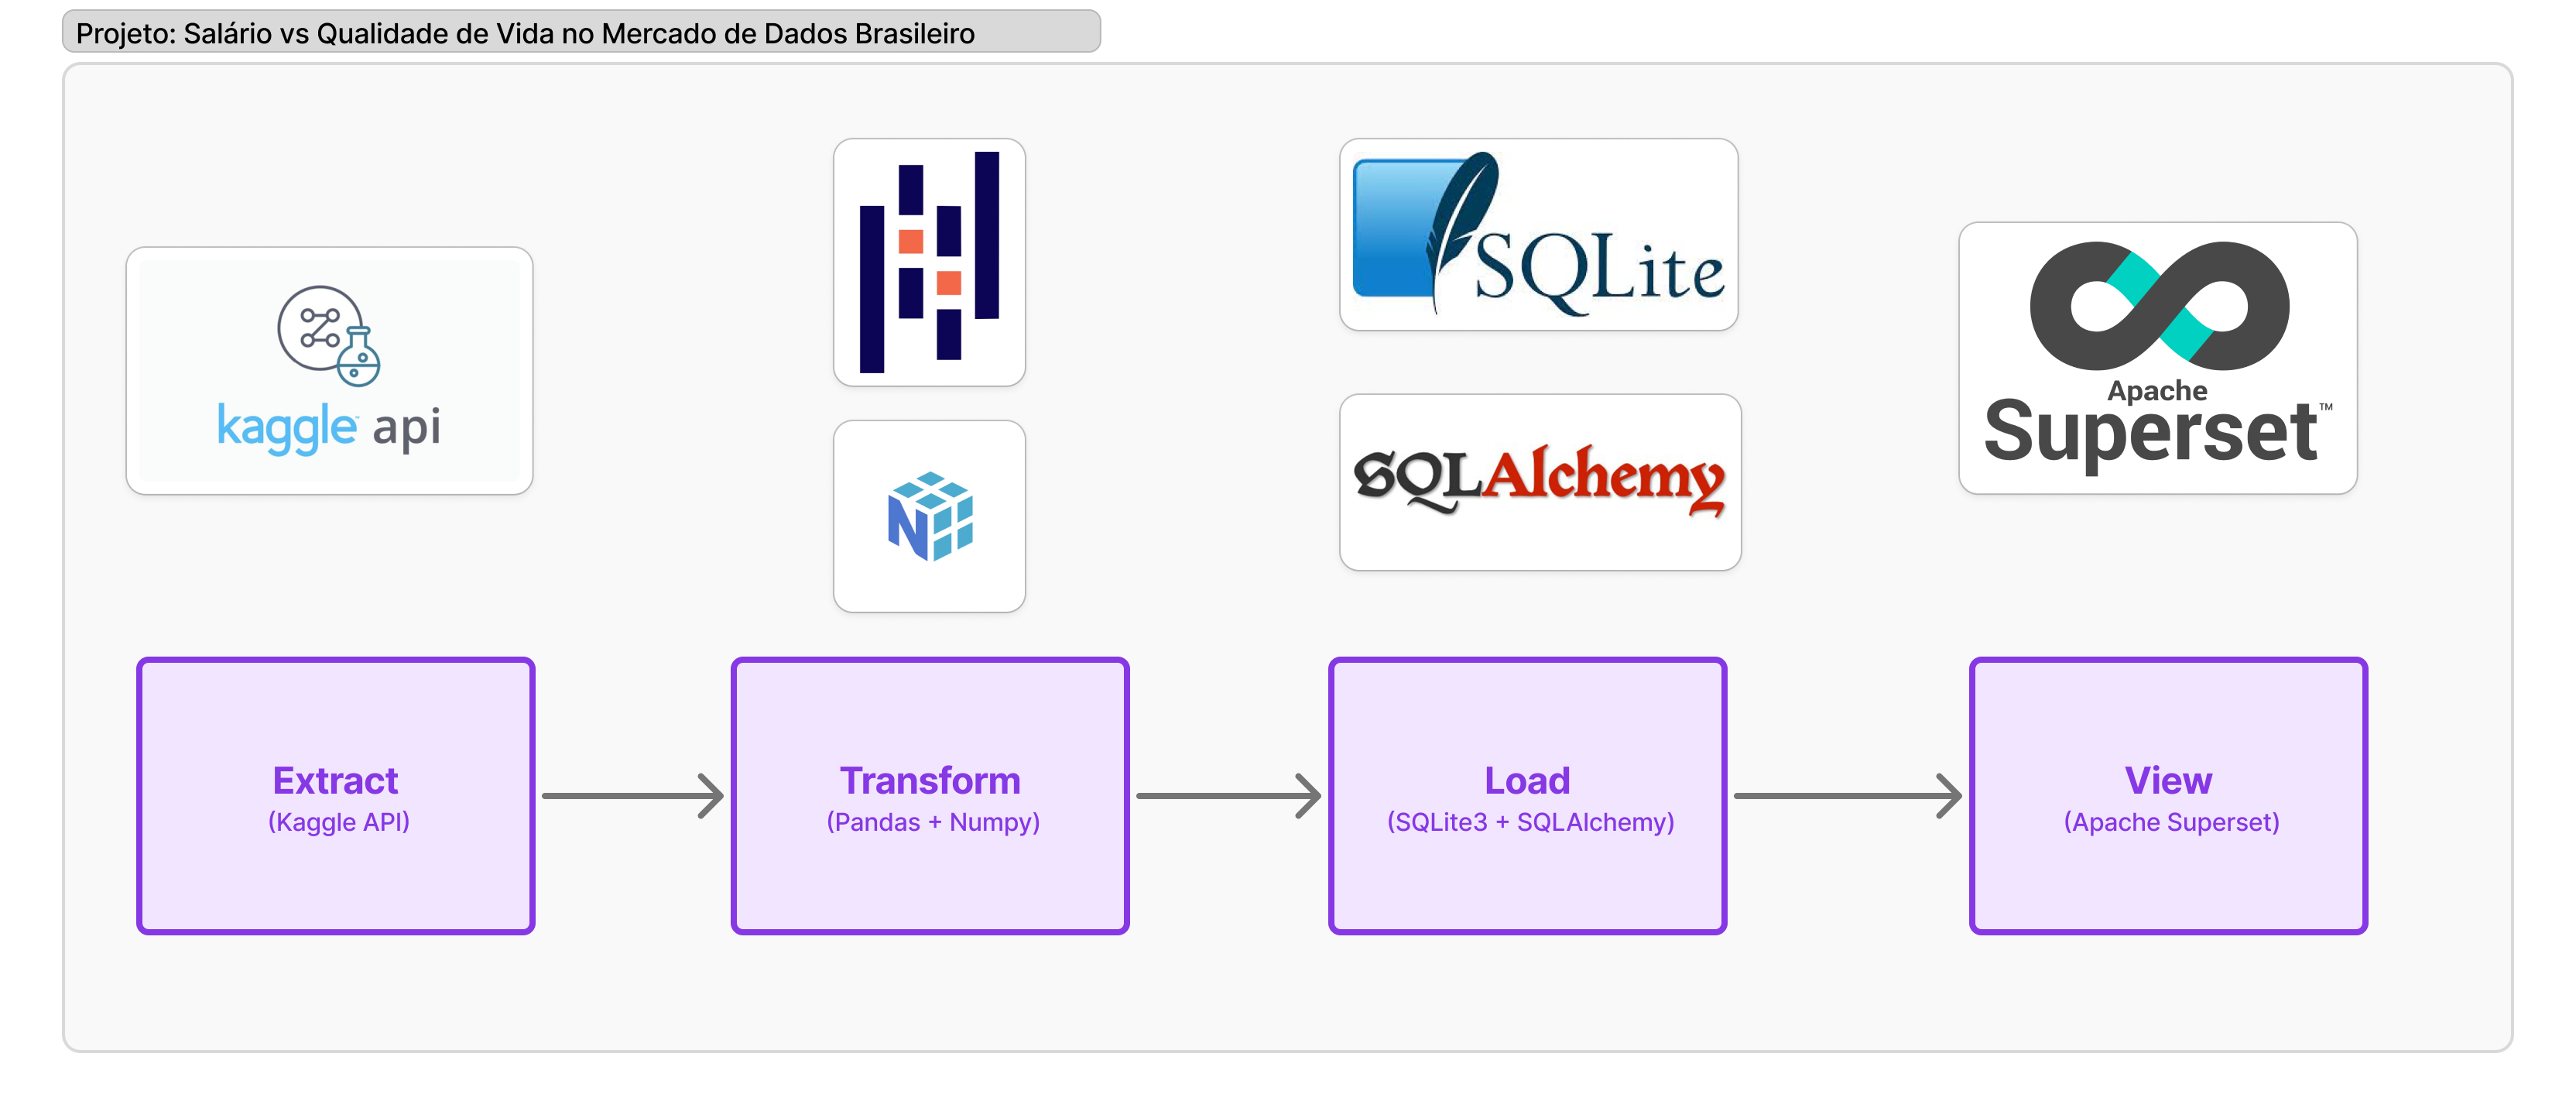 Projeto: Salário vs Qualidade de Vida no Mercado de Dados Brasileiro
kaggle™ api
SQLite
SQLAlchemy
Apache
Superset™
N
Extract
(Kaggle API)
Transform
(Pandas + Numpy)
Load
(SQLite3 + SQLAlchemy)
View
(Apache Superset)